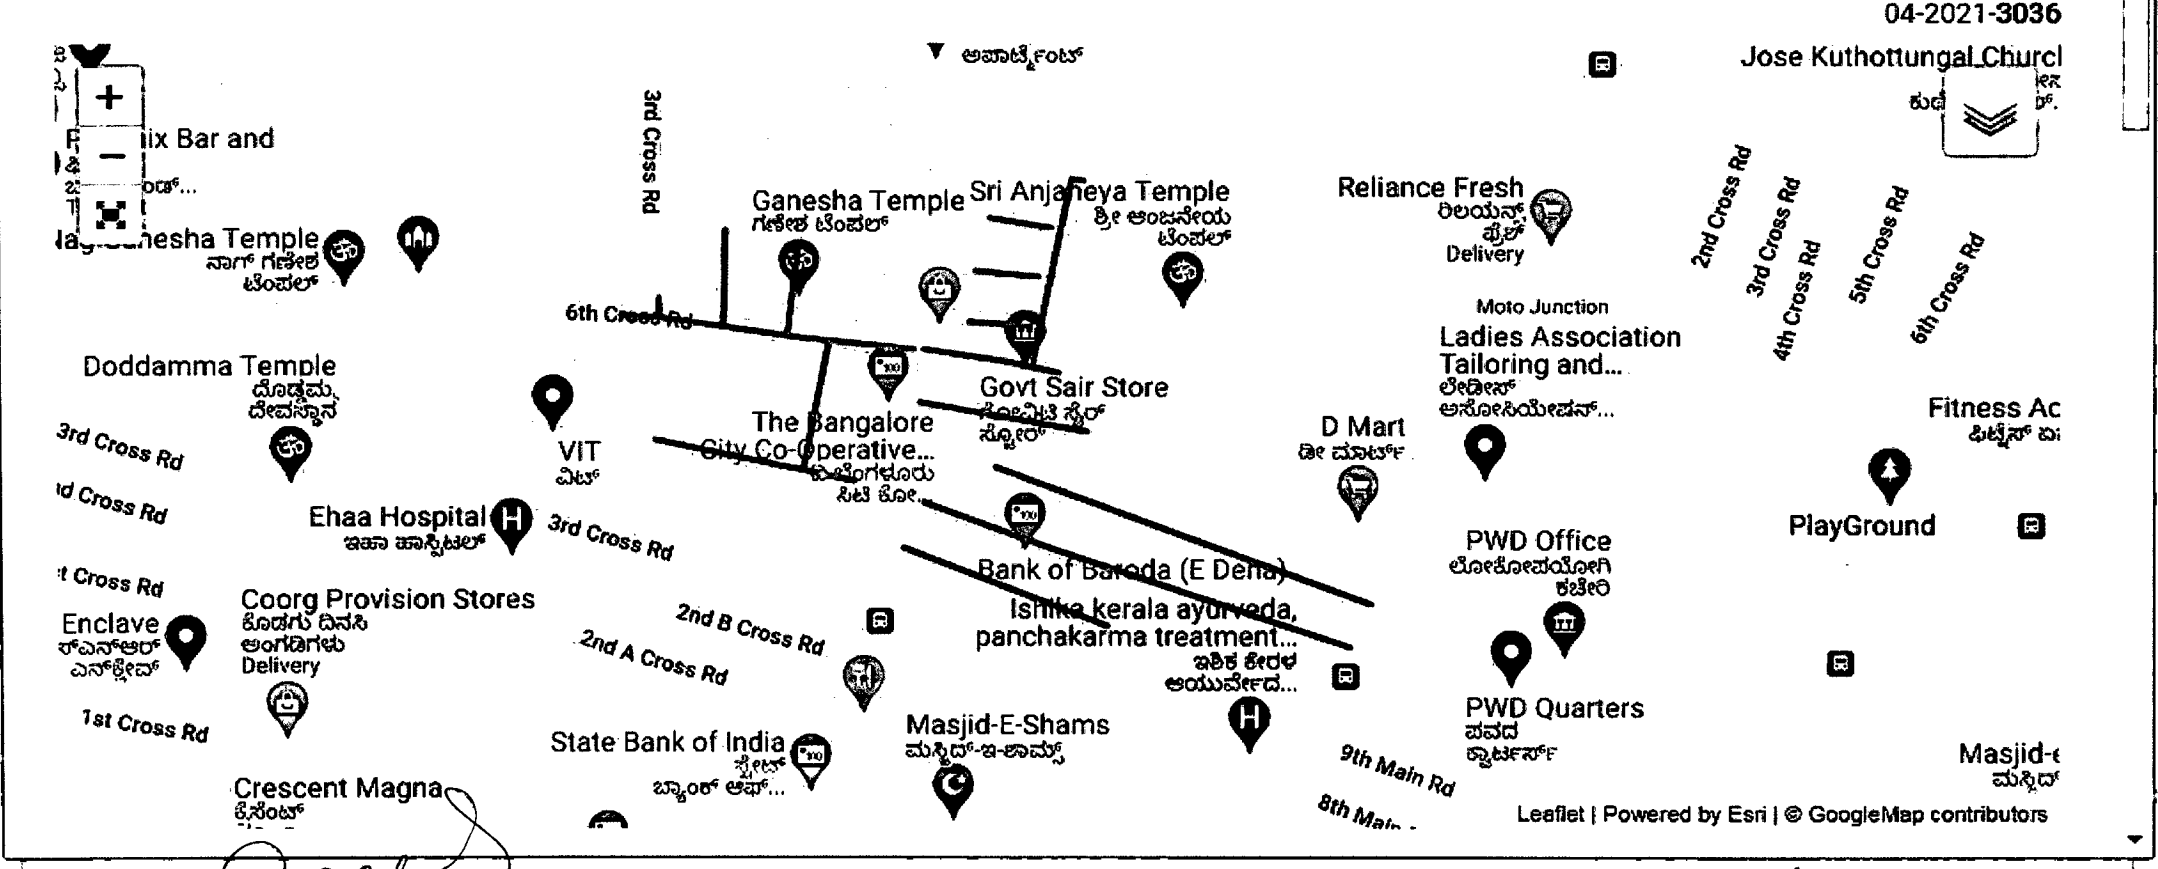 04-2021-3036
ಅಪಾರ್ಟ್ಮೆಂಟ್
Jose Kuthottungal Churcl
ix Bar and
3rd Cross Rd
Ganesha Temple
ಗಣೇಶ ಟೆಂಪಲ್
Sri Anjaneya Temple
ಶ್ರೀ ಆಂಜನೇಯ
ಟೆಂಪಲ್
Reliance Fresh
ರಿಲಯನ್ಸ್
ಫ್ರೆಶ್
Delivery
2nd Cross Rd
3rd Cross Rd
4th Cross Rd
5th Cross Rd
6th Cross Rd
nesha Temple
ನಾಗ್ ಗಣೇಶ
ಟೆಂಪಲ್
6th Cross Rd
Moto Junction
Ladies Association
Tailoring and...
ಲೇಡೀಸ್
ಅಸೋಸಿಯೇಷನ್...
Doddamma Temple
ದೊಡ್ಡಮ್ಮ
ದೇವಸ್ಥಾನ
VIT
ವಿಟ್
The Bangalore
City Co-Operative...
ದಿ ಬೆಂಗಳೂರು
ಸಿಟಿ ಕೋ...
Govt Sair Store
ಗೋವಿಟಿ ಸೈರ್
ಸ್ಟೋರ್
D Mart
ಡೀ ಮಾರ್ಟ್
Fitness Ac
ಫಿಟ್ನೆಸ್
3rd Cross Rd
d Cross Rd
Ehaa Hospital
ಇಹಾ ಹಾಸ್ಪಿಟಲ್
3rd Cross Rd
PlayGround
PWD Office
ಲೋಕೋಪಯೋಗಿ
ಕಚೇರಿ
Bank of Baroda (E Dena)
t Cross Rd
Enclave
ಎನ್‌ಕ್ಲೇವ್
Coorg Provision Stores
ಕೊಡಗು ದಿನಸಿ
ಅಂಗಡಿಗಳು
Delivery
2nd B Cross Rd
2nd A Cross Rd
Ishika kerala ayurveda,
panchakarma treatment...
ಇಶಿಕ ಕೇರಳ
ಆಯುರ್ವೇದ...
1st Cross Rd
State Bank of India
ಸ್ಟೇಟ್
ಬ್ಯಾಂಕ್ ಆಫ್...
Masjid-E-Shams
ಮಸ್ಜಿದ್-ಇ-ಶಾಮ್ಸ್
PWD Quarters
ಪವದ
ಕ್ವಾರ್ಟರ್ಸ್
9th Main Rd
8th Main
Masjid-e
ಮಸ್ಜಿದ್
Crescent Magna
ಕ್ರೆಸೆಂಟ್
Leaflet | Powered by Esri | © GoogleMap contributors